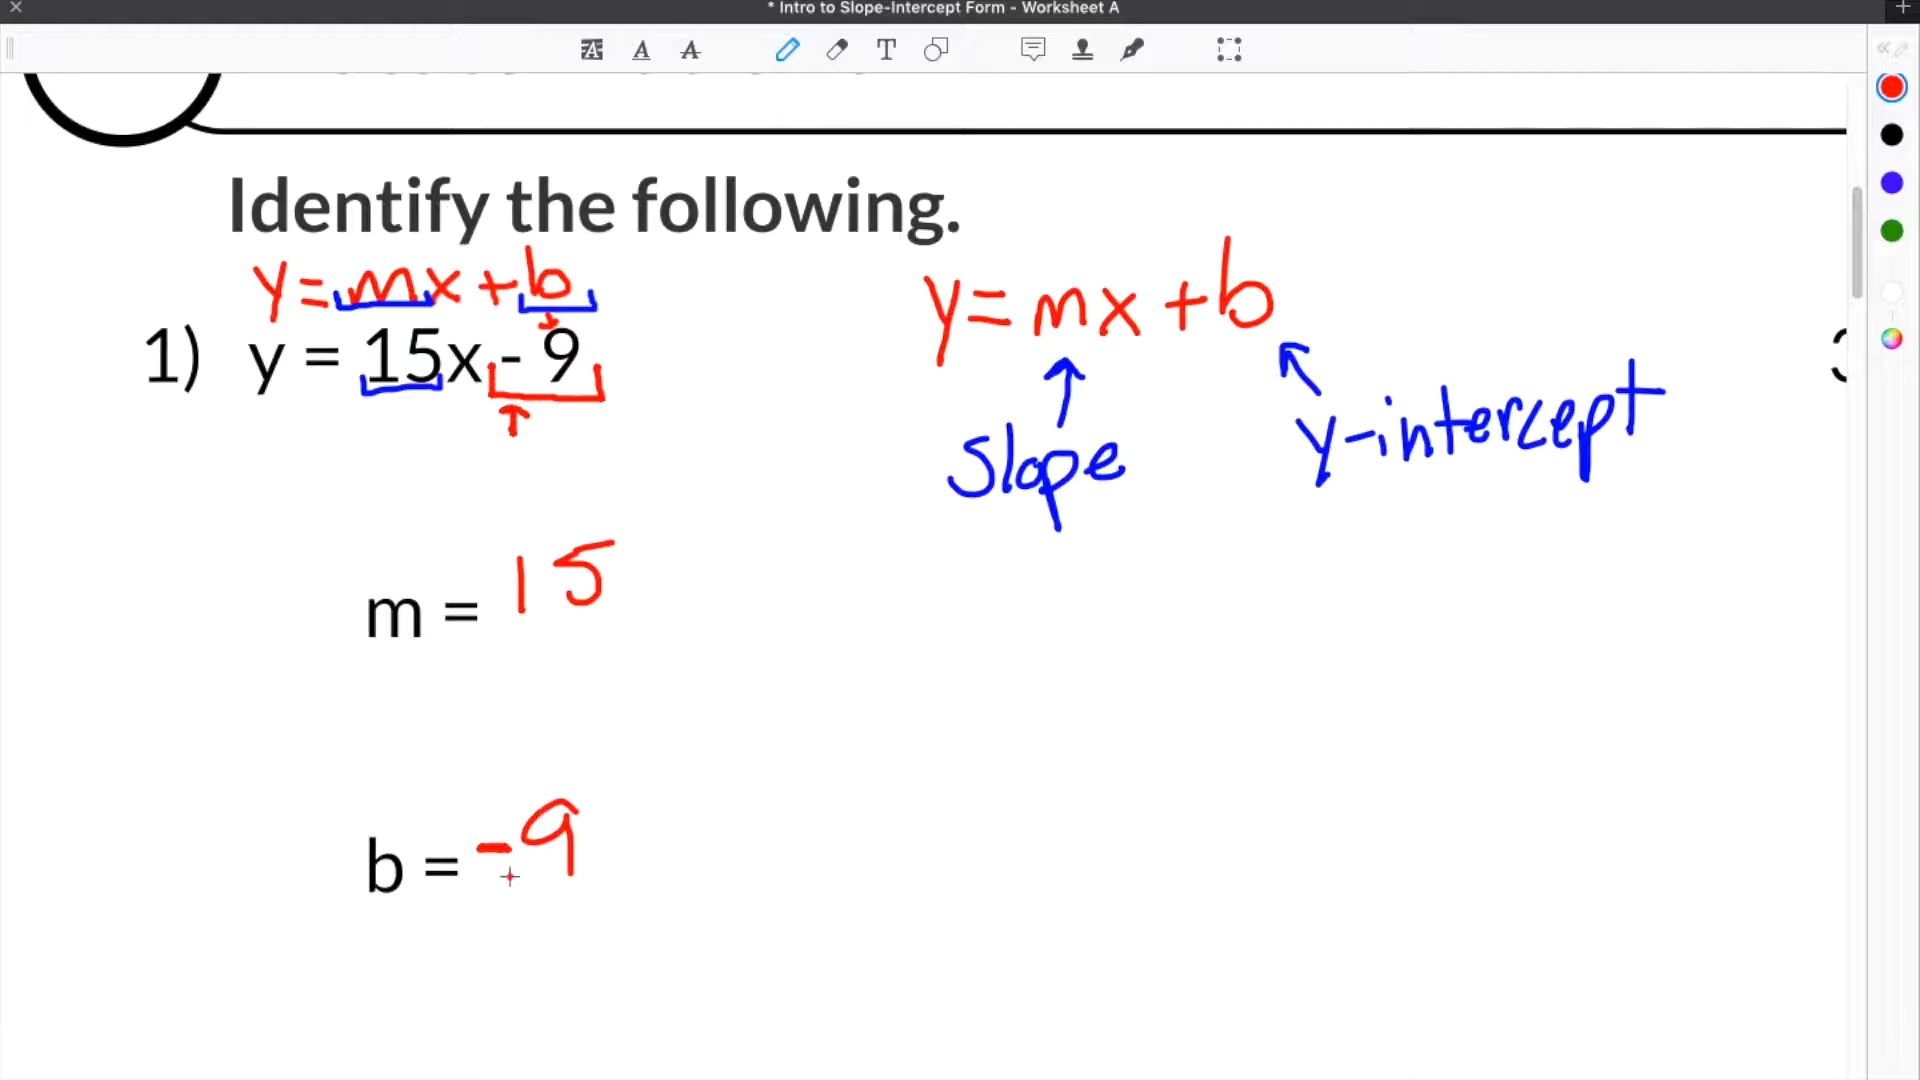 * Intro to Slope-Intercept Form - Worksheet A
Identify the following.
y=mx+b
1) y = 15x - 9
y=mx+b
slope
y-intercept
m = 15
b = -9